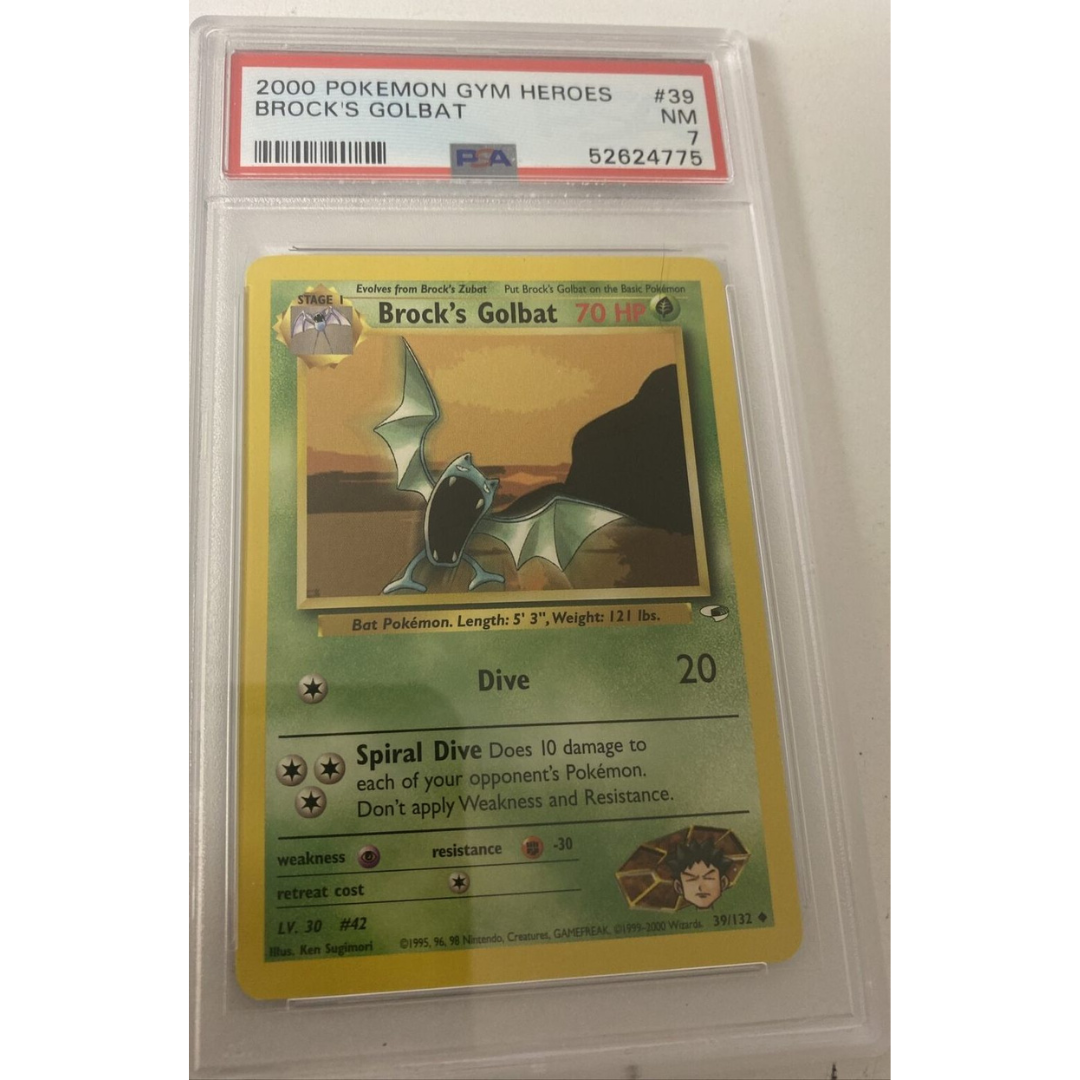 2000 POKEMON GYM HEROES #39
BROCK'S GOLBAT NM
7
PSA 52624775
Evolves from Brock's Zubat Put Brock's Golbat on the Basic Pokémon
STAGE 1
Brock's Golbat 70 HP
Bat Pokémon. Length: 5' 3", Weight: 121 lbs.
Dive 20
Spiral Dive Does 10 damage to
each of your opponent's Pokémon.
Don't apply Weakness and Resistance.
weakness resistance -30
retreat cost
LV. 30 #42
Illus. Ken Sugimori ©1995, 96, 98 Nintendo, Creatures, GAMEFREAK. ©1999-2000 Wizards. 39/132